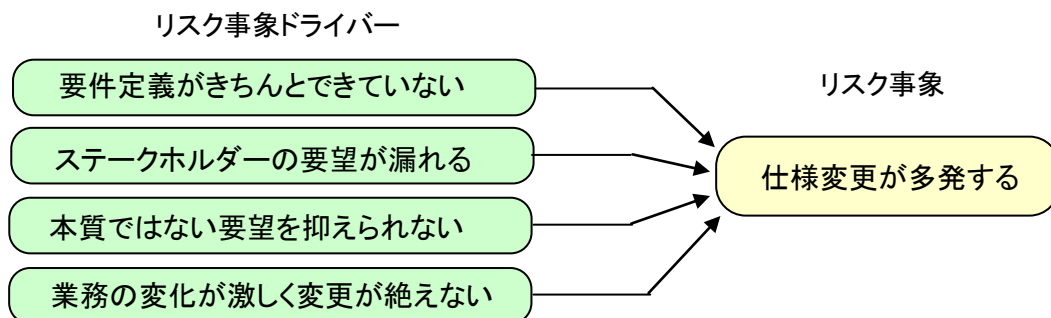 リスク事象ドライバー
要件定義がきちんとできていない
ステークホルダーの要望が漏れる
本質ではない要望を抑えられない
業務の変化が激しく変更が絶えない
リスク事象
仕様変更が多発する